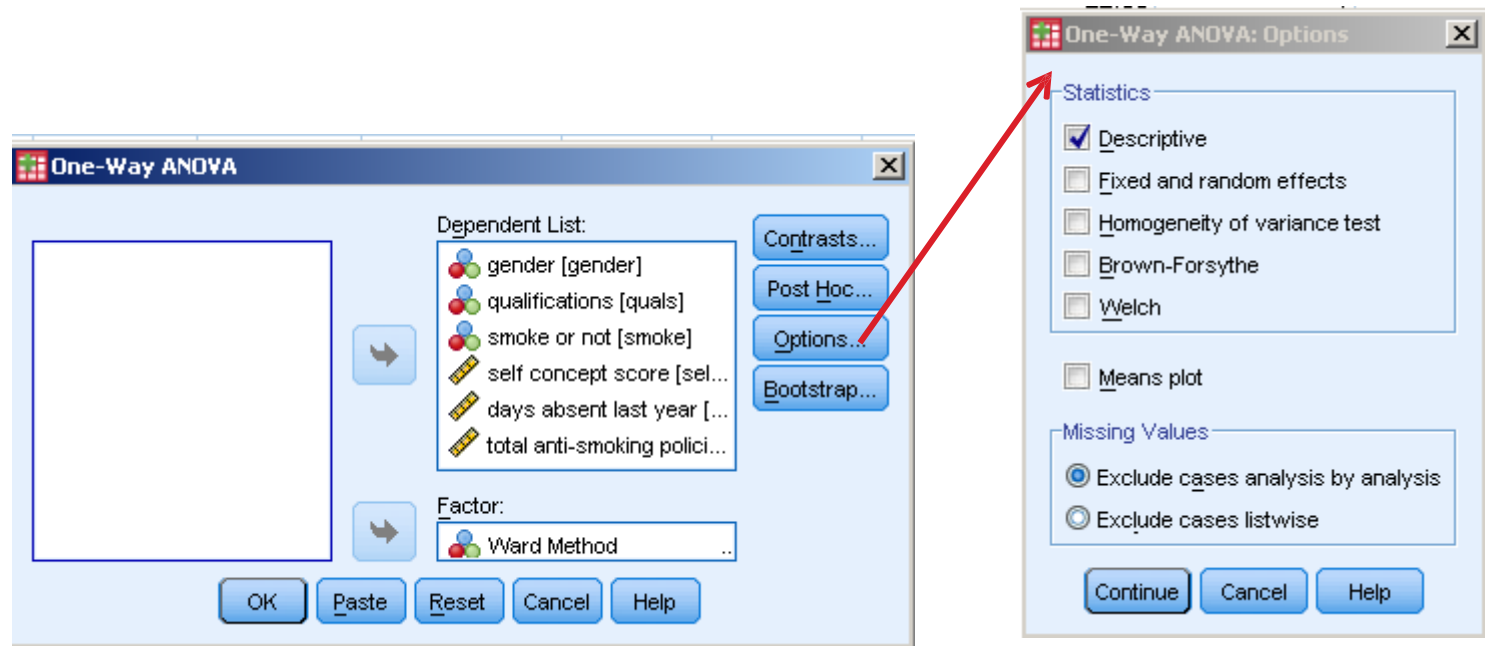 One-Way ANOVA
Dependent List:
gender [gender]
qualifications [quals]
smoke or not [smoke]
self concept score [sel...
days absent last year [...
total anti-smoking polici...
Factor:
Ward Method ..
Contrasts...
Post Hoc...
Options...
Bootstrap...
OK Paste Reset Cancel Help
One-Way ANOVA: Options
Statistics
Descriptive
Fixed and random effects
Homogeneity of variance test
Brown-Forsythe
Welch
Means plot
Missing Values
Exclude cases analysis by analysis
Exclude cases listwise
Continue Cancel Help